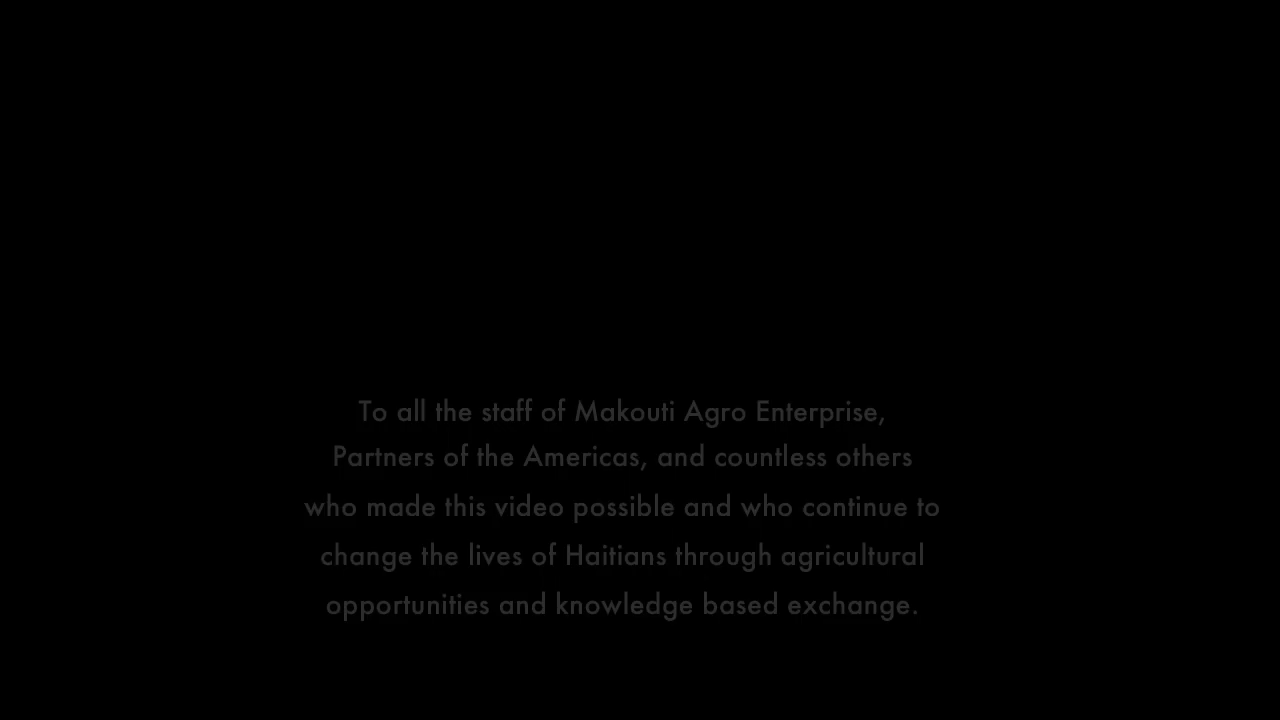 To all the staff of Makouti Agro Enterprise,
Partners of the Americas, and countless others
who made this video possible and who continue to
change the lives of Haitians through agricultural
opportunities and knowledge based exchange.